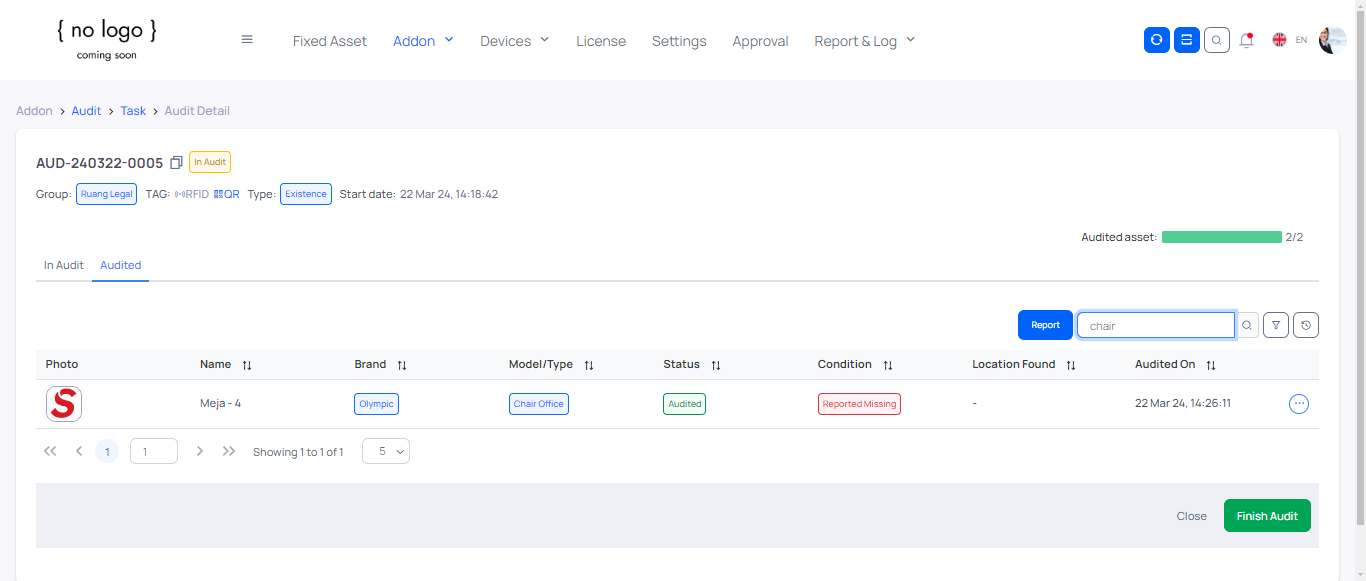 { no logo }
coming soon
Fixed Asset Addon Devices License Settings Approval Report & Log EN
Addon > Audit > Task > Audit Detail
AUD-240322-0005 In Audit
Group: Ruang Legal TAG: RFID QR Type: Existence Start date: 22 Mar 24, 14:18:42
Audited asset: 2/2
In Audit Audited
Report chair
Photo Name Brand Model/Type Status Condition Location Found Audited On
S Meja - 4 Olympic Chair Office Audited Reported Missing - 22 Mar 24, 14:26:11
1 1 Showing 1 to 1 of 1 5
Close Finish Audit